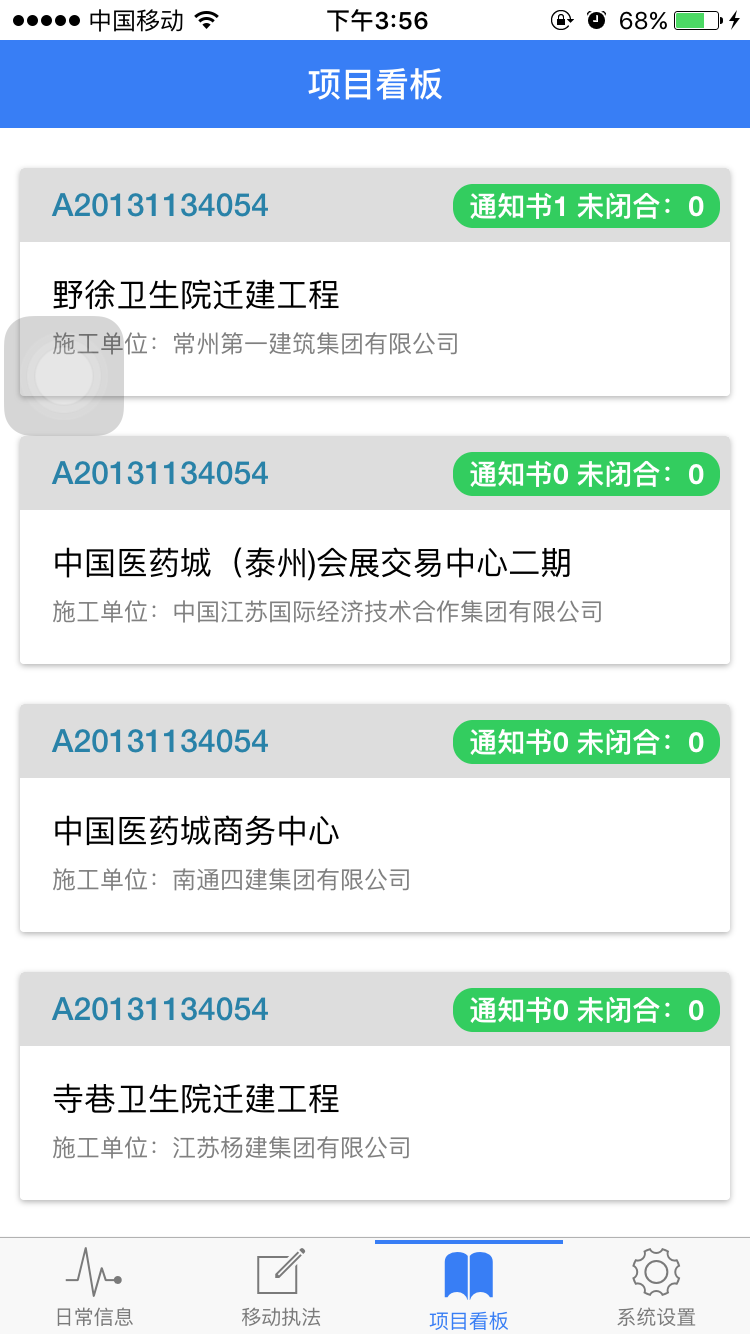 中国移动 下午3:56 68%
项目看板
A20131134054 通知书1 未闭合：0
野徐卫生院迁建工程
施工单位：常州第一建筑集团有限公司
A20131134054 通知书0 未闭合：0
中国医药城（泰州)会展交易中心二期
施工单位：中国江苏国际经济技术合作集团有限公司
A20131134054 通知书0 未闭合：0
中国医药城商务中心
施工单位：南通四建集团有限公司
A20131134054 通知书0 未闭合：0
寺巷卫生院迁建工程
施工单位：江苏杨建集团有限公司
日常信息 移动执法 项目看板 系统设置